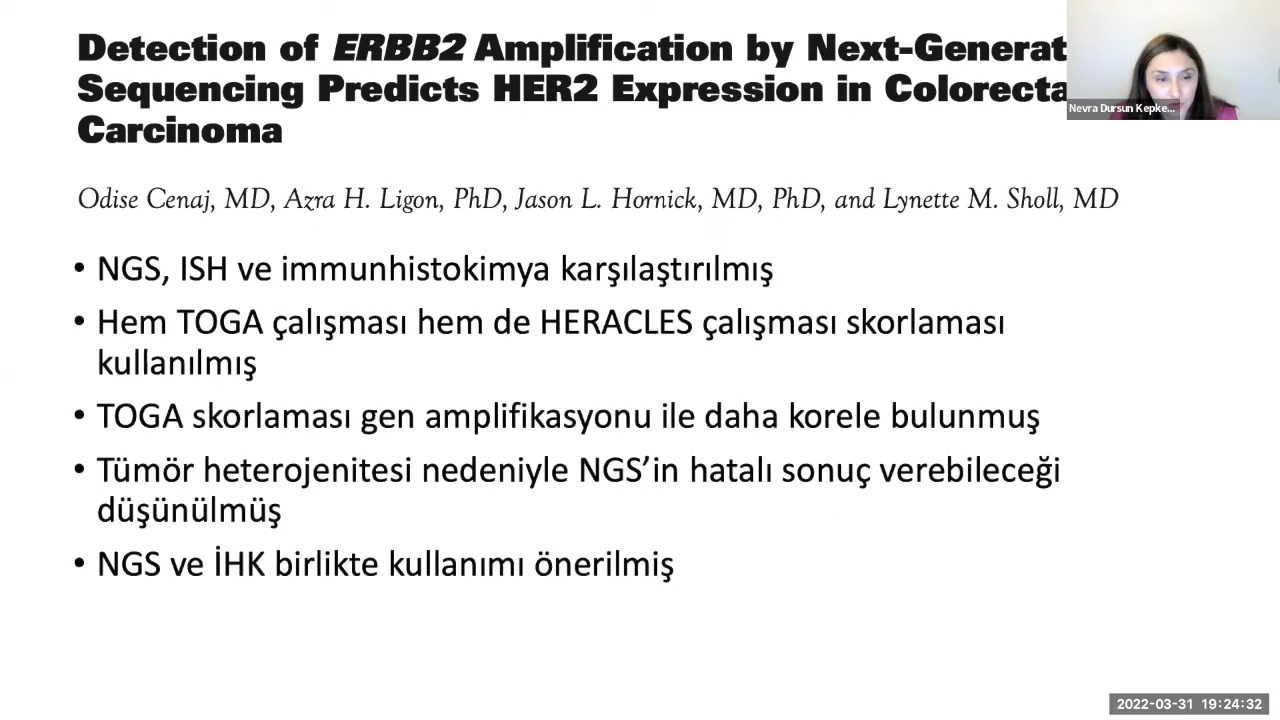 Detection of ERBB2 Amplification by Next-Generat
Sequencing Predicts HER2 Expression in Colorecta
Carcinoma
Nevra Dursun Kepke...
Odise Cenaj, MD, Azra H. Ligon, PhD, Jason L. Hornick, MD, PhD, and Lynette M. Sholl, MD
• NGS, ISH ve immunhistokimya karşılaştırılmış
• Hem TOGA çalışması hem de HERACLES çalışması skorlaması
kullanılmış
• TOGA skorlaması gen amplifikasyonu ile daha korele bulunmuş
• Tümör heterojenitesi nedeniyle NGS’in hatalı sonuç verebileceği
düşünülmüş
• NGS ve İHK birlikte kullanımı önerilmiş
2022-03-31 19:24:32